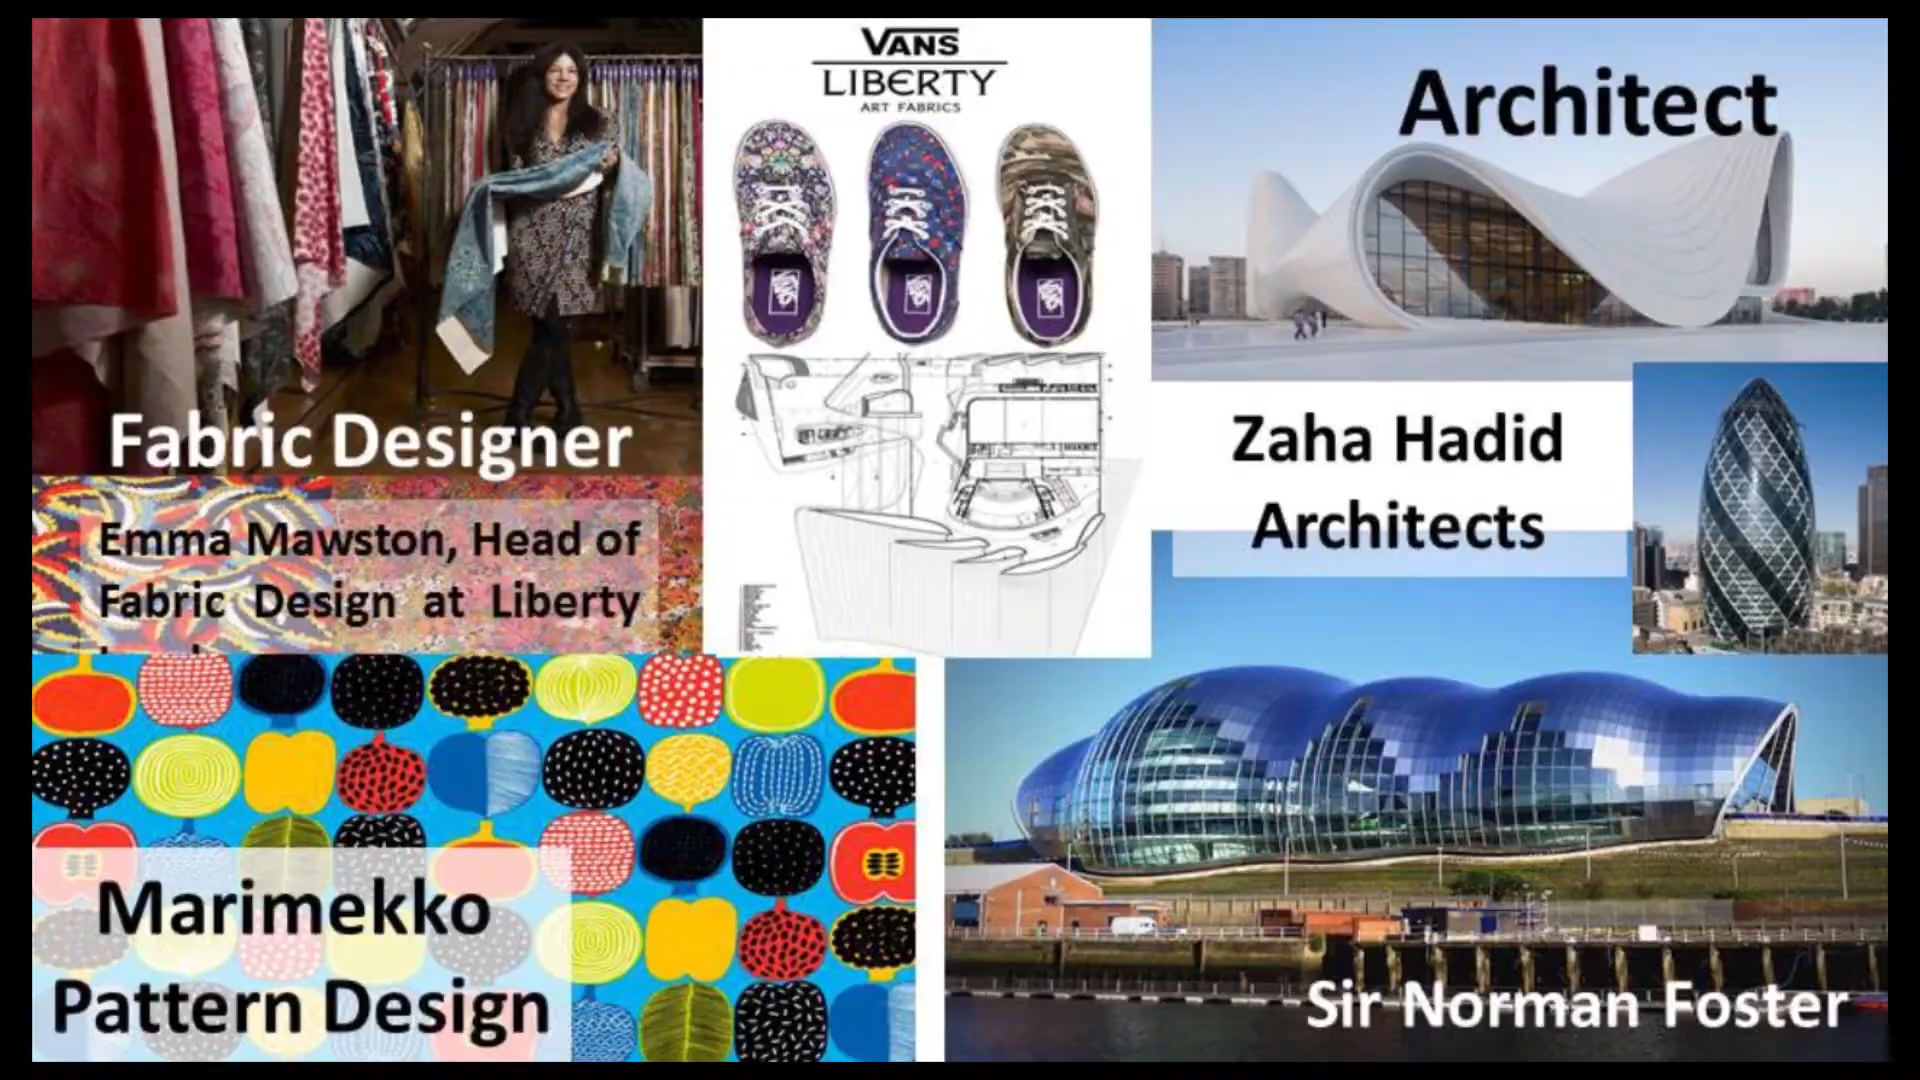 VANS
LIBERTY
ART FABRICS
Architect
Fabric Designer
Zaha Hadid
Architects
Emma Mawston, Head of
Fabric Design at Liberty
Marimekko
Pattern Design
Sir Norman Foster